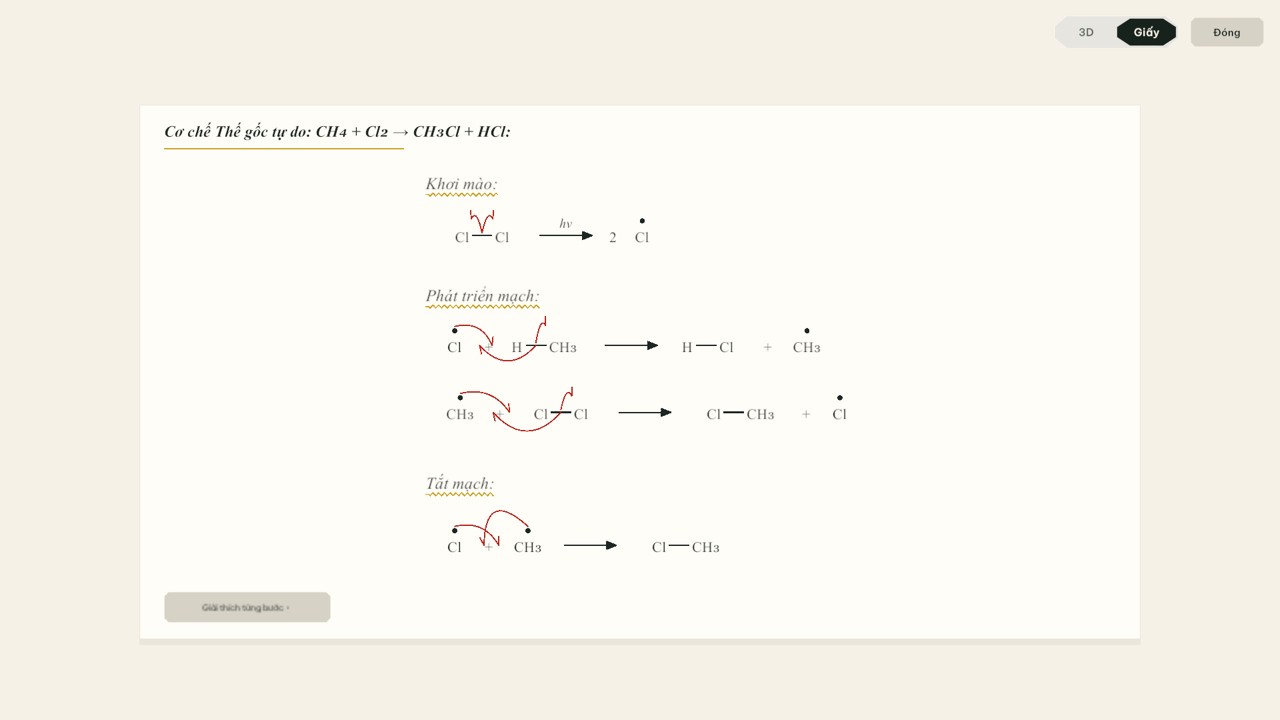 3D Giấy Đóng
Cơ chế Thế gốc tự do: CH4 + Cl2 → CH3Cl + HCl:
Khơi mào:
hv
Cl Cl 2 Cl
Phát triển mạch:
Cl + H CH3 H Cl + CH3
CH3 + Cl Cl Cl CH3 + Cl
Tắt mạch:
Cl + CH3 Cl CH3
Giải thích từng bước